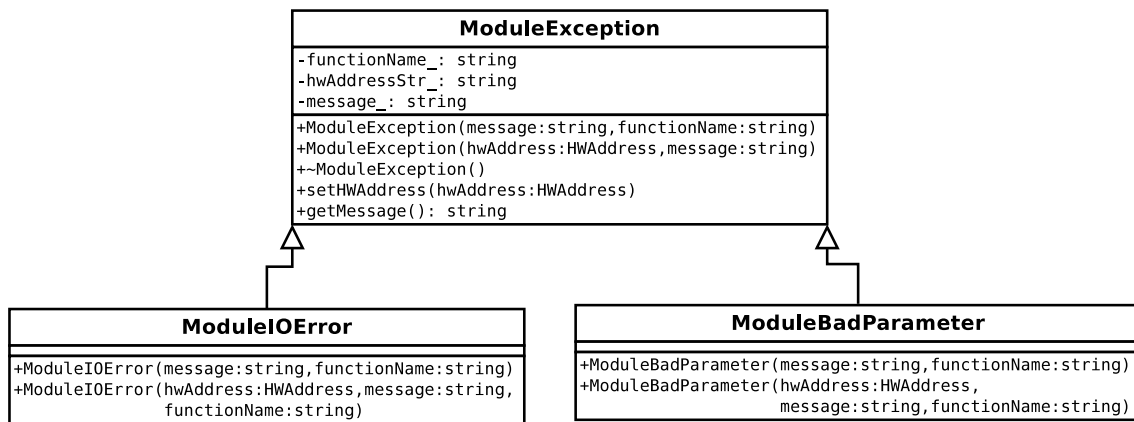 ModuleException
-functionName_: string
-hwAddressStr_: string
-message_: string
+ModuleException(message:string,functionName:string)
+ModuleException(hwAddress:HWAddress,message:string)
+~ModuleException()
+setHWAddress(hwAddress:HWAddress)
+getMessage(): string
ModuleIOError
+ModuleIOError(message:string,functionName:string)
+ModuleIOError(hwAddress:HWAddress,message:string,
functionName:string)
ModuleBadParameter
+ModuleBadParameter(message:string,functionName:string)
+ModuleBadParameter(hwAddress:HWAddress,
message:string,functionName:string)